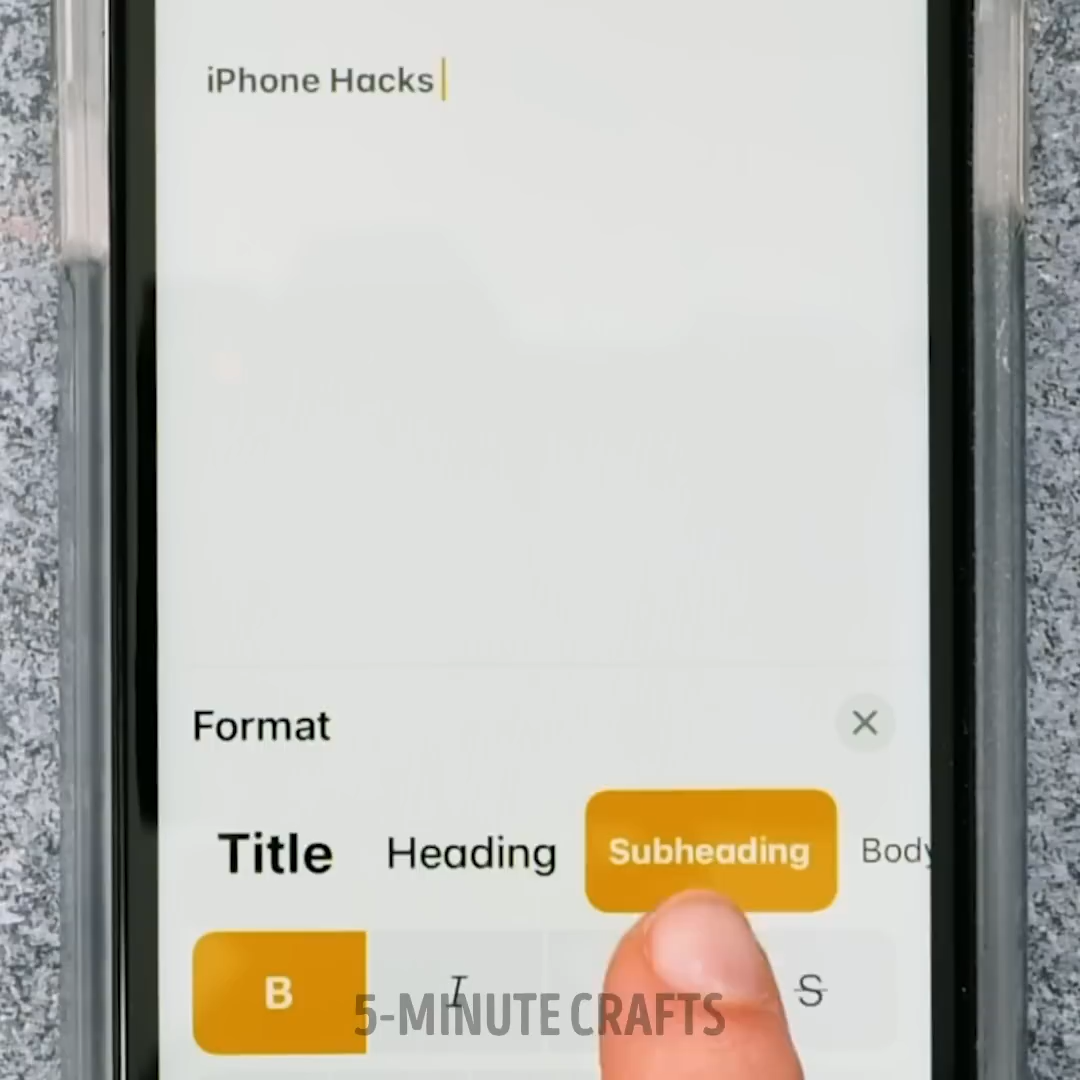 iPhone Hacks
Format
Title Heading Subheading Body
B I S
5-MINUTE CRAFTS